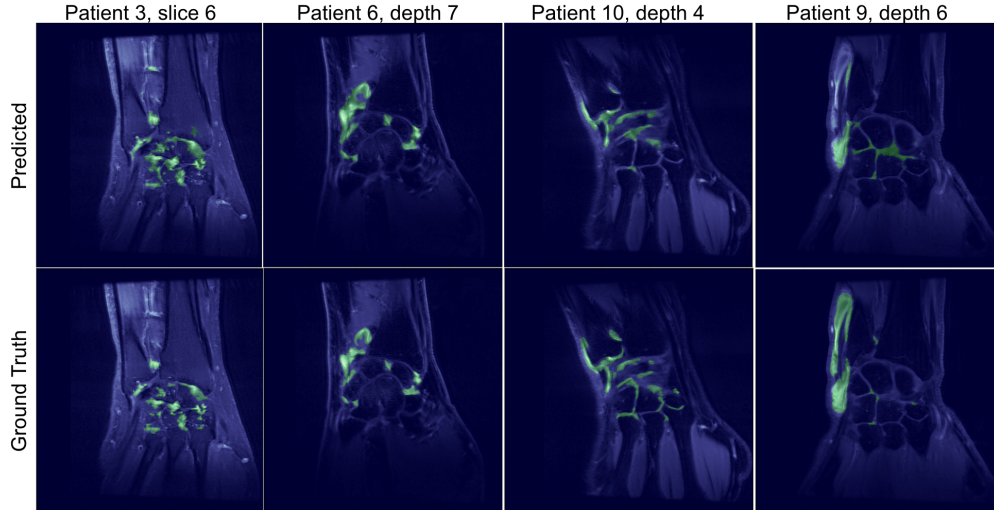 Patient 3, slice 6
Patient 6, depth 7
Patient 10, depth 4
Patient 9, depth 6
Predicted
Ground Truth